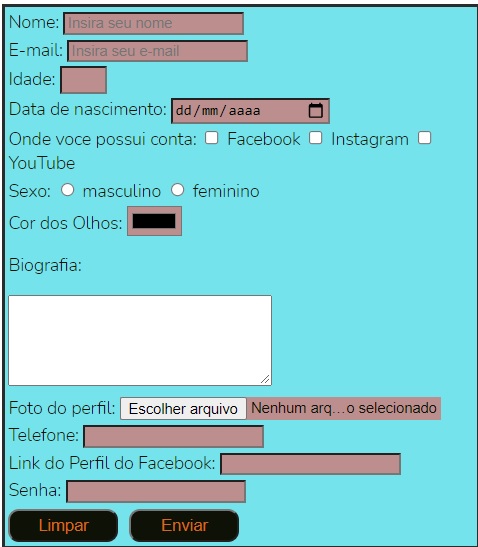 Nome: Insira seu nome
E-mail: Insira seu e-mail
Idade:
Data de nascimento: dd/mm/aaaa
Onde voce possui conta: Facebook Instagram
YouTube
Sexo: masculino feminino
Cor dos Olhos:
Biografia:
Foto do perfil: Escolher arquivo Nenhum arq...o selecionado
Telefone:
Link do Perfil do Facebook:
Senha:
Limpar Enviar